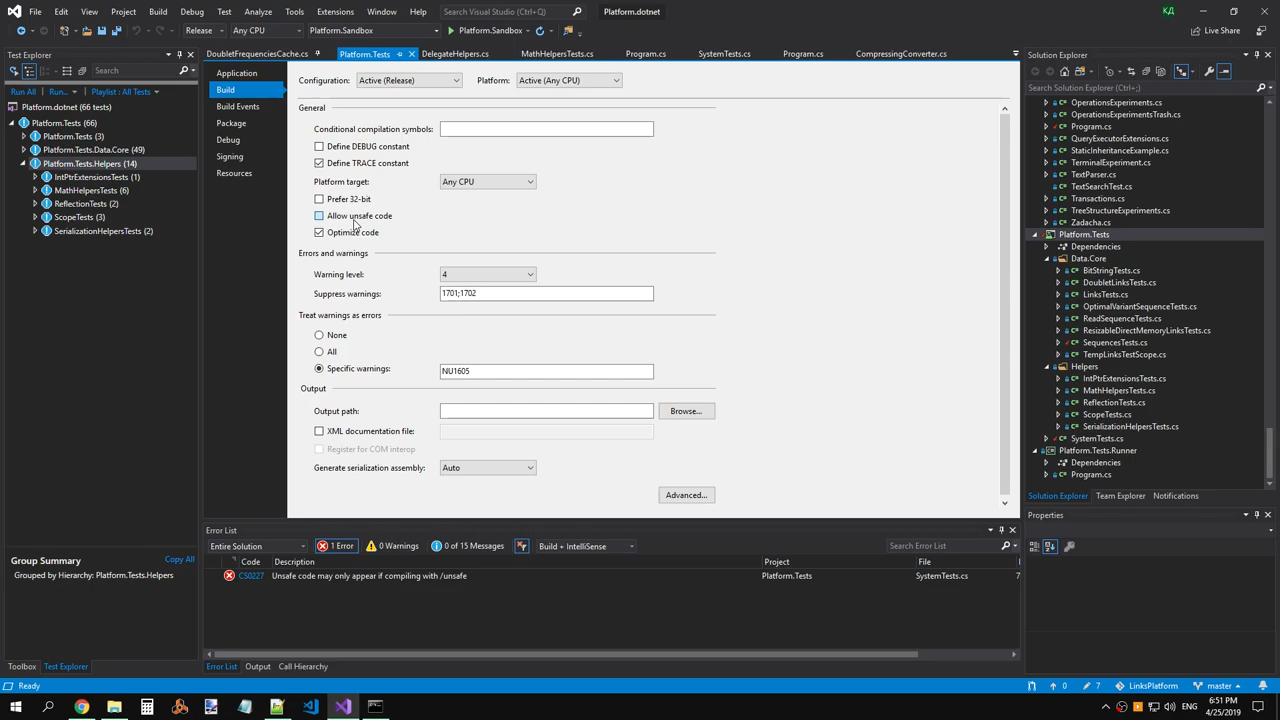 File Edit View Project Build Debug Test Analyze Tools Extensions Window Help Search Visual Studio Platform.dotnet КД
Release Any CPU Platform.Sandbox Platform.Sandbox Live Share
Test Explorer
Search
Run All Run... Playlist : All Tests
Platform.dotnet (66 tests)
Platform.Tests (66)
Platform.Tests (3)
Platform.Tests.Data.Core (49)
Platform.Tests.Helpers (14)
IntPtrExtensionsTests (1)
MathHelpersTests (6)
ReflectionTests (2)
ScopeTests (3)
SerializationHelpersTests (2)
Group Summary Copy All
Grouped by Hierarchy: Platform.Tests.Helpers
Toolbox Test Explorer
DoubletFrequenciesCache.cs Platform.Tests DelegateHelpers.cs MathHelpersTests.cs Program.cs SystemTests.cs Program.cs CompressingConverter.cs
Application
Build
Build Events
Package
Debug
Signing
Resources
Configuration: Active (Release) Platform: Active (Any CPU)
General
Conditional compilation symbols:
Define DEBUG constant
Define TRACE constant
Platform target: Any CPU
Prefer 32-bit
Allow unsafe code
Optimize code
Errors and warnings
Warning level: 4
Suppress warnings: 1701;1702
Treat warnings as errors
None
All
Specific warnings: NU1605
Output
Output path: Browse...
XML documentation file:
Register for COM interop
Generate serialization assembly: Auto
Advanced...
Error List
Entire Solution 1 Error 0 Warnings 0 of 15 Messages Build + IntelliSense Search Error List
Code Description Project File
CS0227 Unsafe code may only appear if compiling with /unsafe Platform.Tests SystemTests.cs 7
Error List Output Call Hierarchy
Solution Explorer
Search Solution Explorer (Ctrl+;)
OperationsExperiments.cs
OperationsExperimentsTrash.cs
Program.cs
QueryExecutorExtensions.cs
StaticInheritanceExample.cs
TerminalExperiment.cs
TextParser.cs
TextSearchTest.cs
Transactions.cs
TreeStructureExperiments.cs
Zadacha.cs
Platform.Tests
Dependencies
Data.Core
BitStringTests.cs
DoubletLinksTests.cs
LinksTests.cs
OptimalVariantSequenceTests.cs
ReadSequenceTests.cs
ResizableDirectMemoryLinksTests.cs
SequencesTests.cs
TempLinksTestScope.cs
Helpers
IntPtrExtensionsTests.cs
MathHelpersTests.cs
ReflectionTests.cs
ScopeTests.cs
SerializationHelpersTests.cs
SystemTests.cs
Platform.Tests.Runner
Dependencies
Program.cs
Solution Explorer Team Explorer Notifications
Properties
Ready 0 7 LinksPlatform master
ENG 6:51 PM
4/25/2019